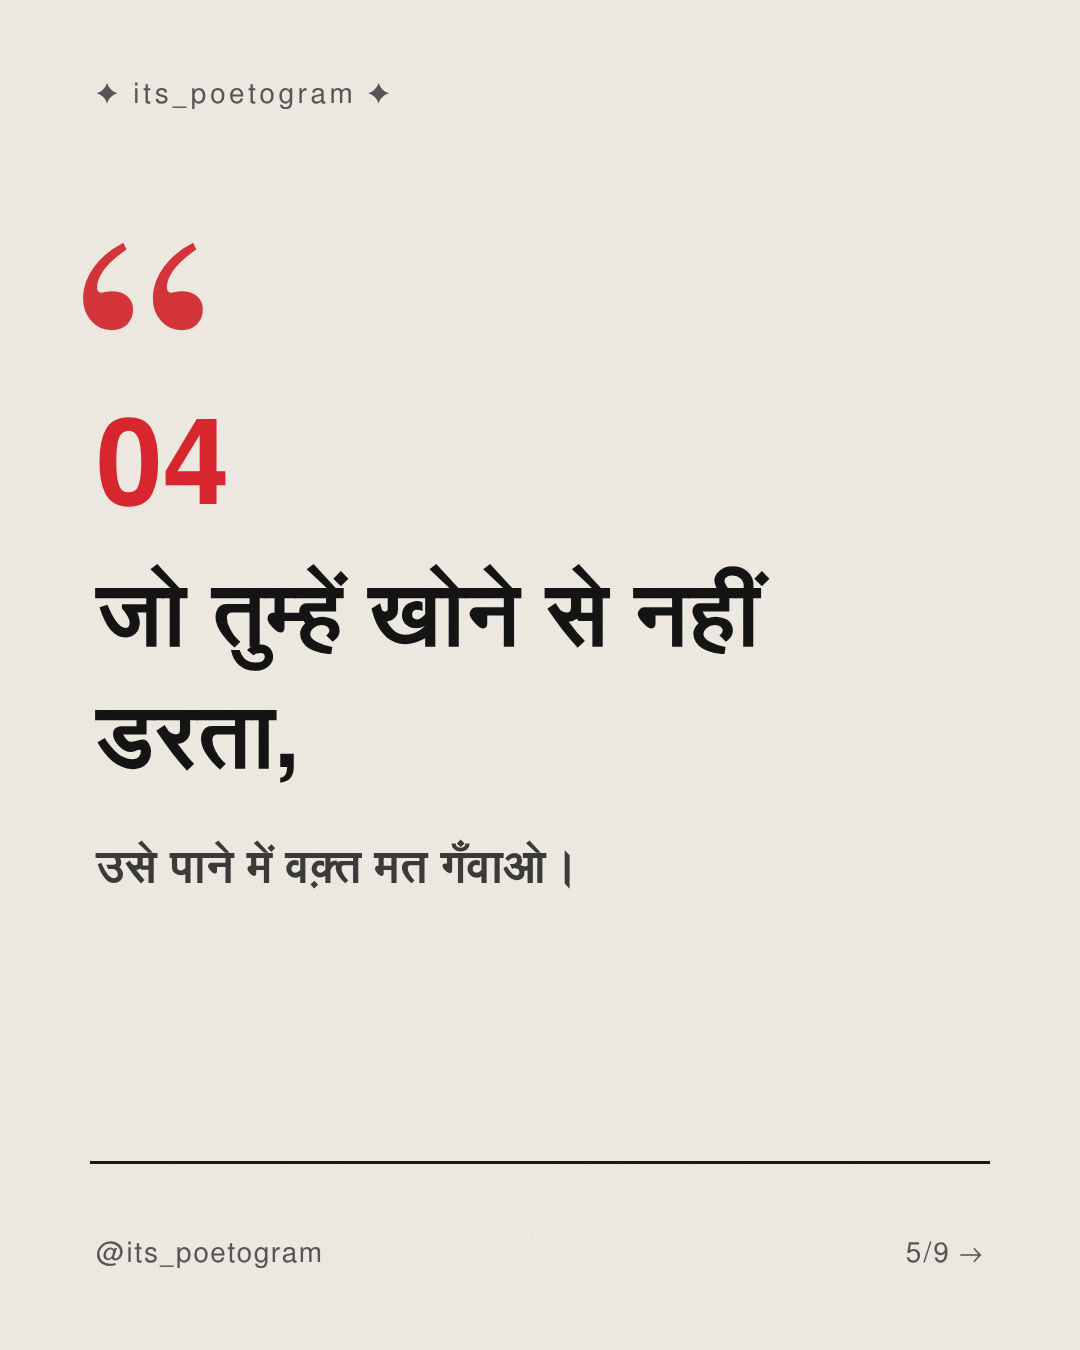 ✦ its_poetogram ✦
“
04
जो तुम्हें खोने से नहीं
डरता,
उसे पाने में वक़्त मत गँवाओ।
@its_poetogram
5/9 →